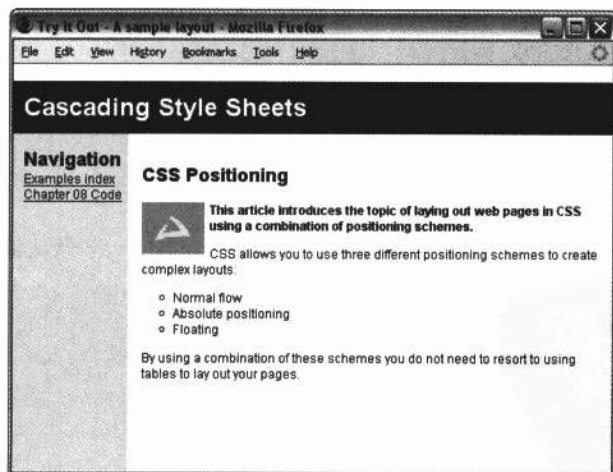 Try It Out - A sample layout - Mozilla Firefox
File Edit View History Bookmarks Tools Help
Cascading Style Sheets
Navigation
Examples index
Chapter 08 Code
CSS Positioning
This article introduces the topic of laying out web pages in CSS
using a combination of positioning schemes.
CSS allows you to use three different positioning schemes to create
complex layouts:
Normal flow
Absolute positioning
Floating
By using a combination of these schemes you do not need to resort to using
tables to lay out your pages.